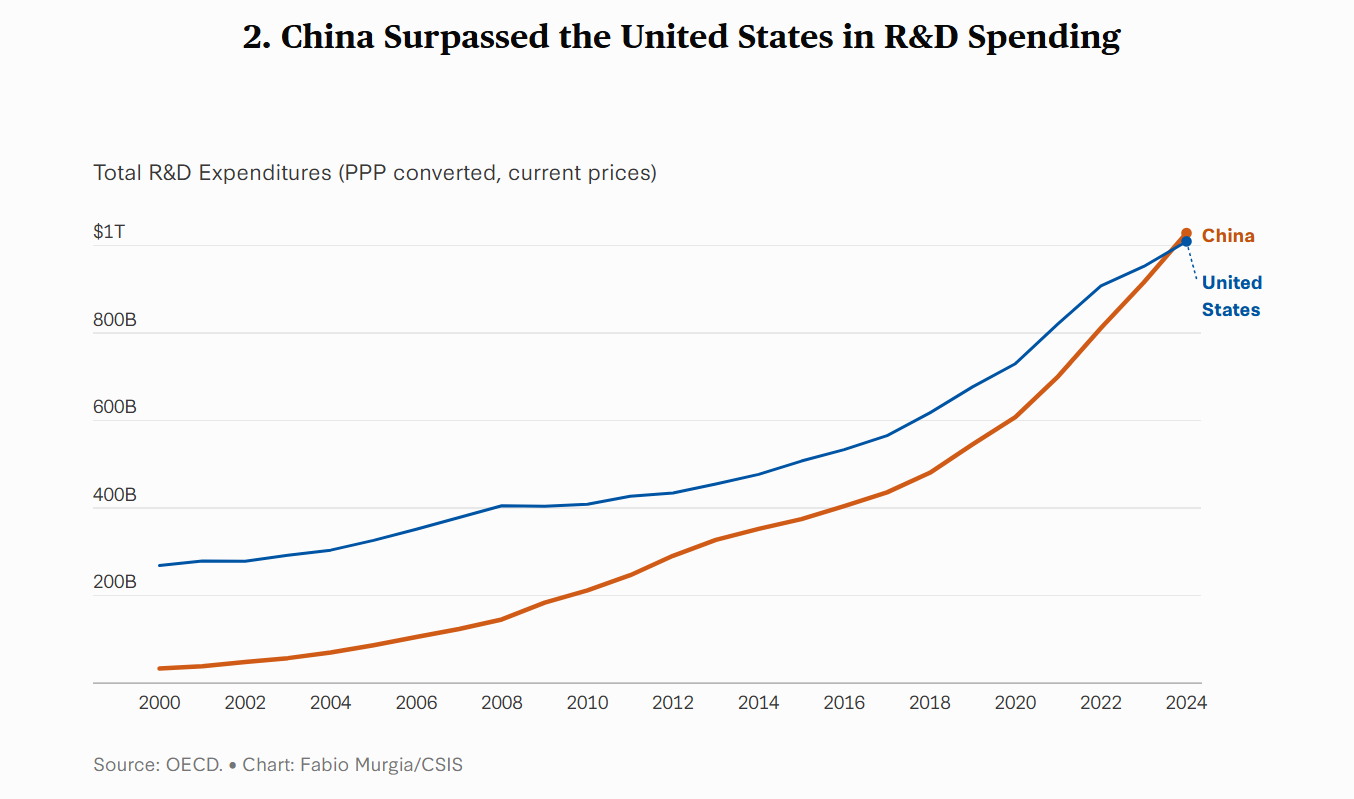 2. China Surpassed the United States in R&D Spending
Total R&D Expenditures (PPP converted, current prices)
$1T
China
United
States
800B
600B
400B
200B
2000 2002 2004 2006 2008 2010 2012 2014 2016 2018 2020 2022 2024
Source: OECD. • Chart: Fabio Murgia/CSIS